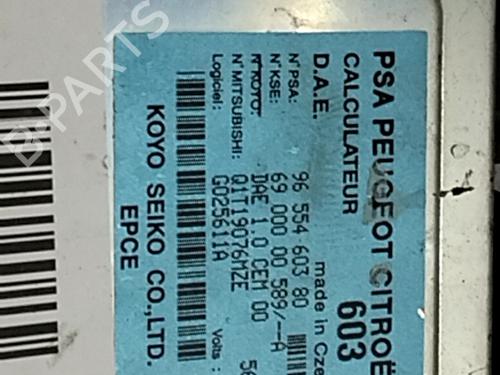 PSA PEUGEOT CITROË
CALCULATEUR 603
D.A.E. made in Cze
N°PSA: 96 554 603 80
N°KSE: 69 000 00 589/--A
N°KOYO: DAE 1.0 CEM 00
N°MITSUBISHI: Q1T19076MZE
Logiciel: G025611A Volts:
KOYO SEIKO CO.,LTD.
EPCE
B-PARTS